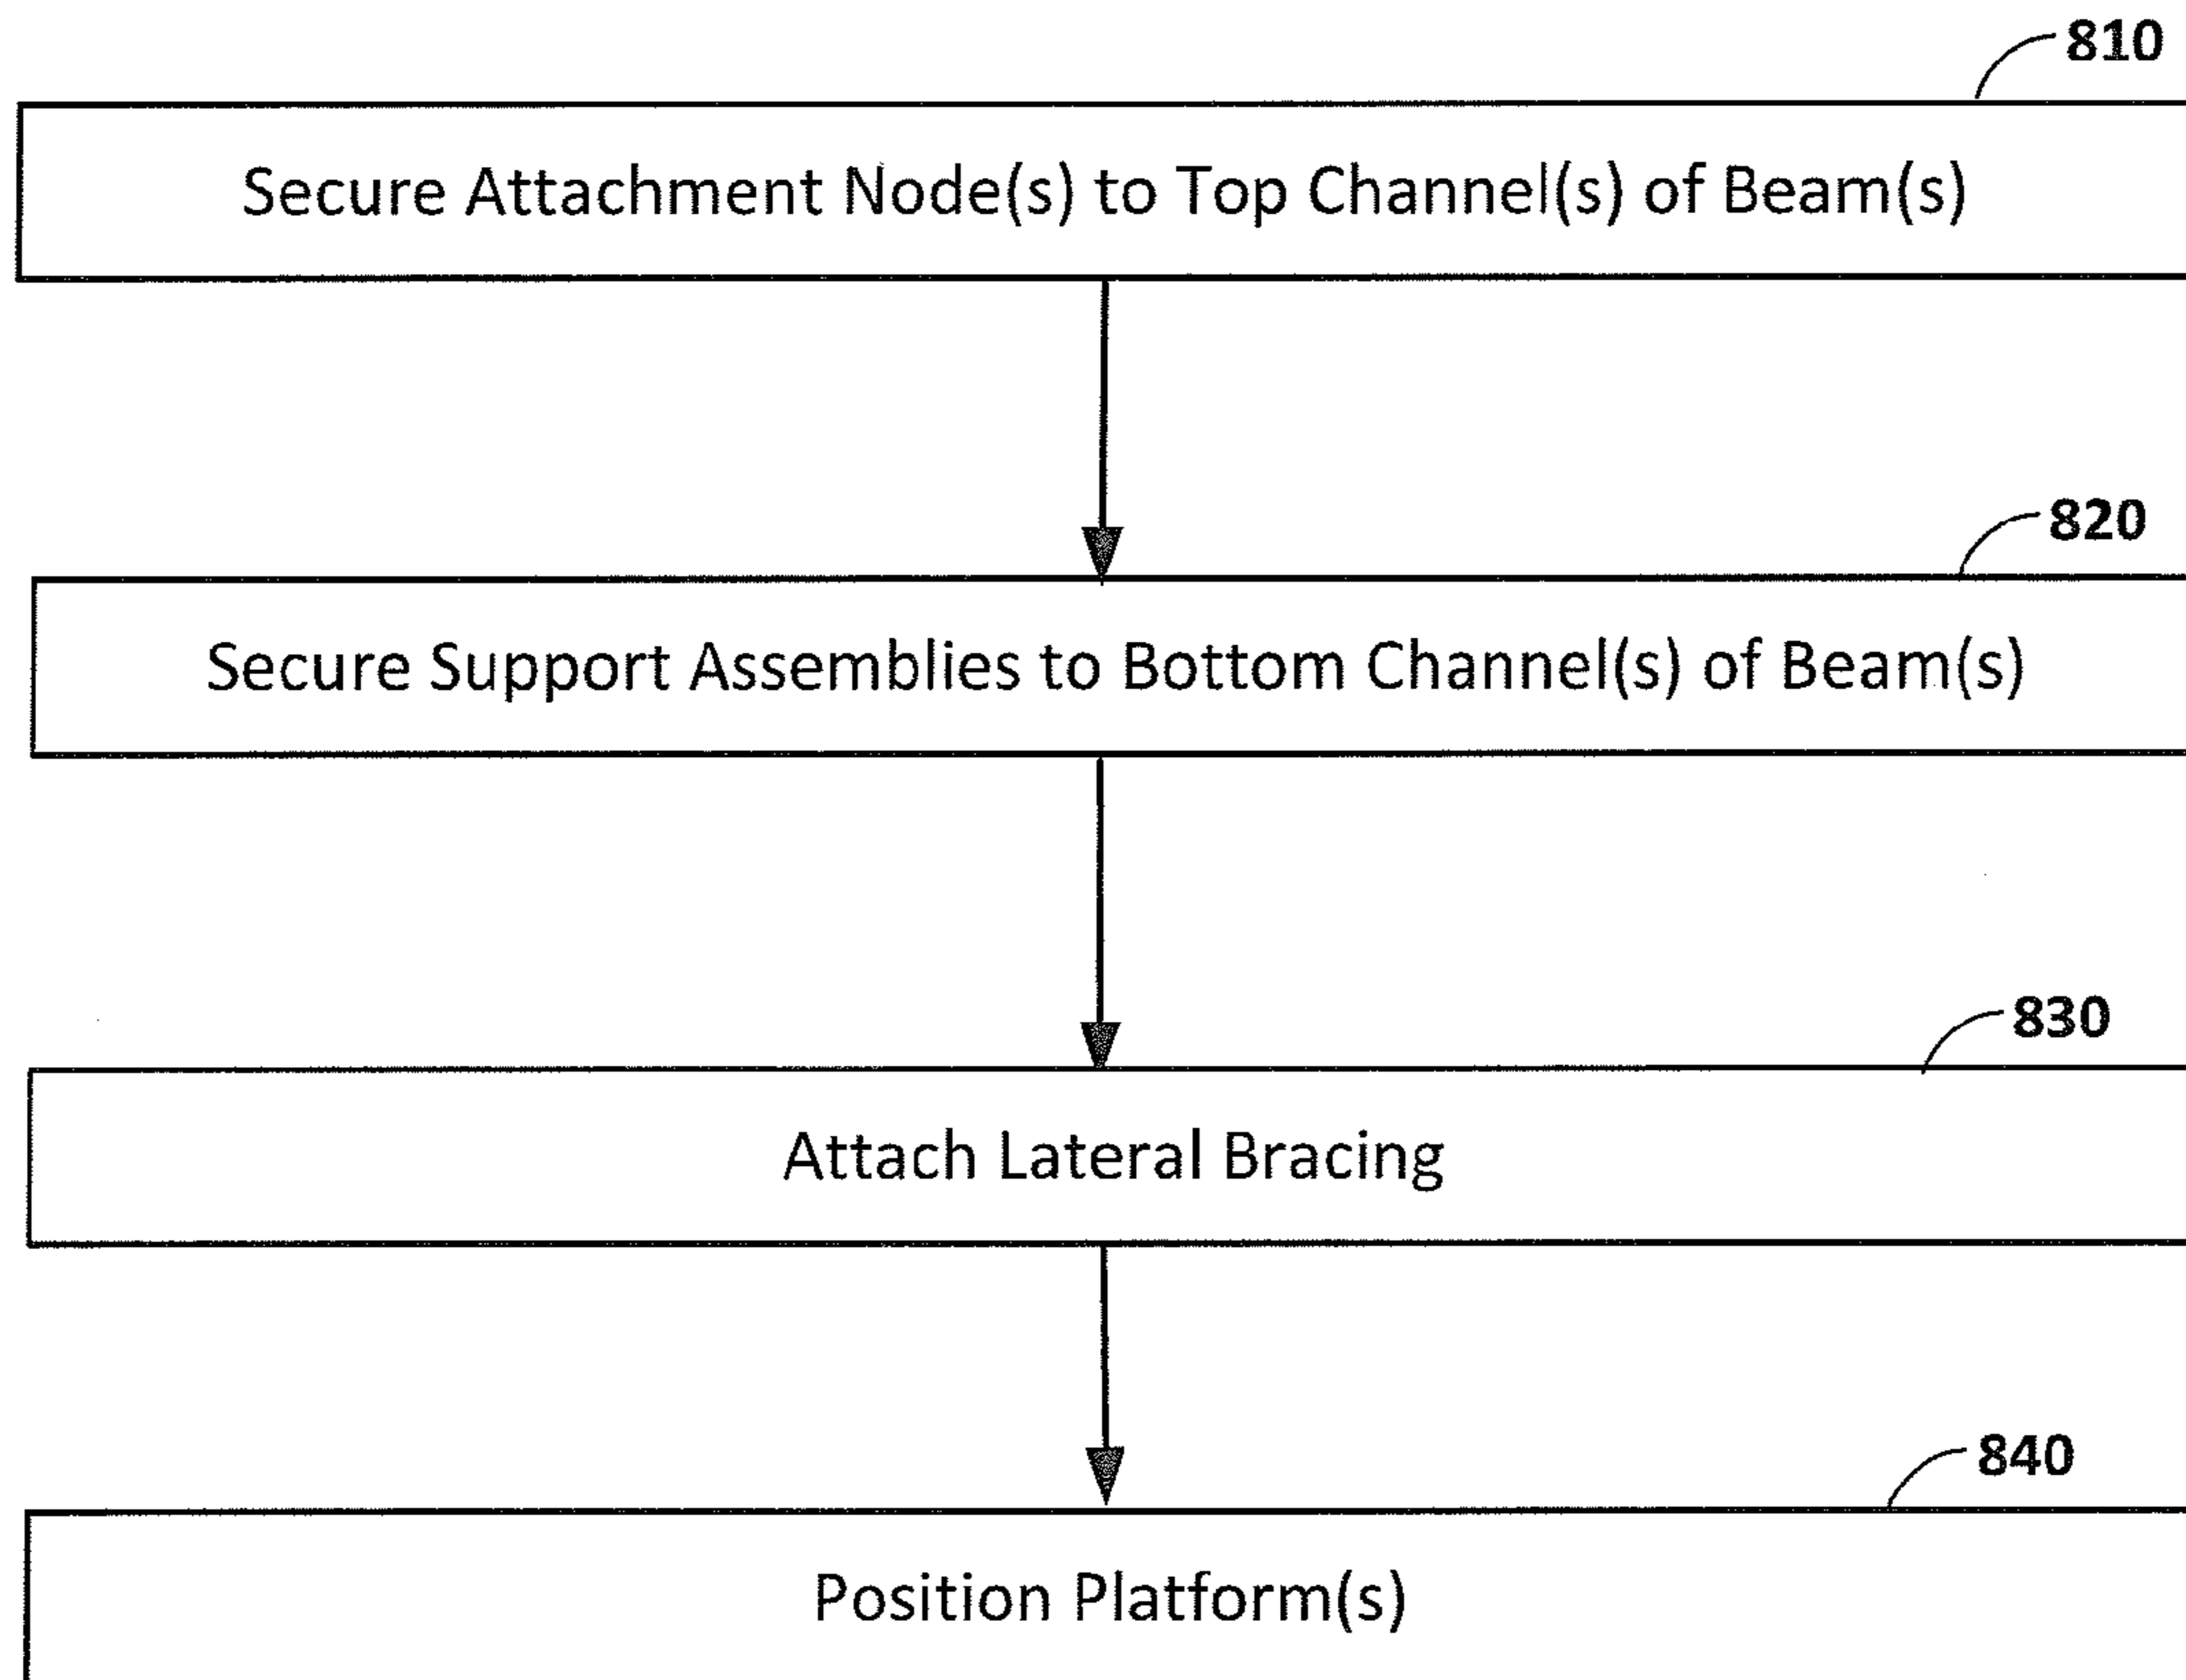 810
Secure Attachment Node(s) to Top Channel(s) of Beam(s)
820
Secure Support Assemblies to Bottom Channel(s) of Beam(s)
830
Attach Lateral Bracing
840
Position Platform(s)